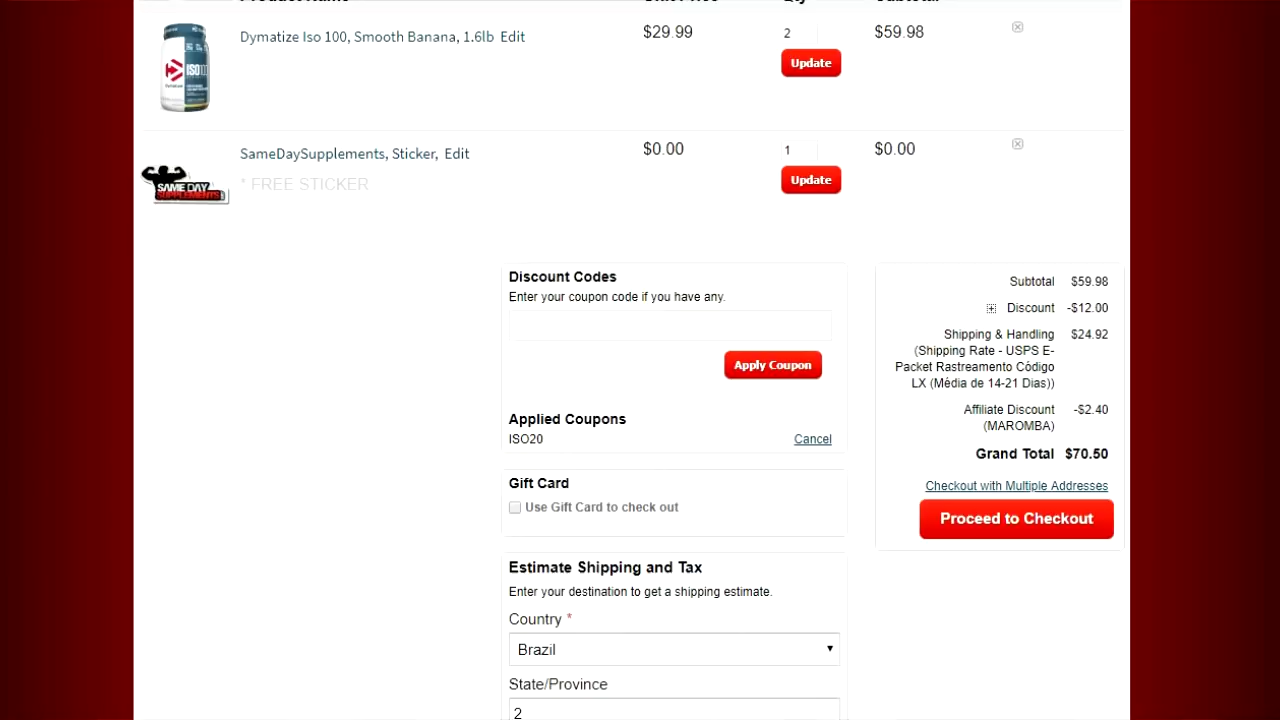 Dymatize Iso 100, Smooth Banana, 1.6lb Edit
$29.99
2
$59.98
Update
ISO100
SameDaySupplements, Sticker, Edit
$0.00
1
$0.00
* FREE STICKER
Update
SAME DAY
SUPPLEMENTS
Discount Codes
Enter your coupon code if you have any.
Apply Coupon
Applied Coupons
ISO20
Cancel
Gift Card
Use Gift Card to check out
Estimate Shipping and Tax
Enter your destination to get a shipping estimate.
Country *
Brazil
State/Province
2
Subtotal $59.98
Discount -$12.00
Shipping & Handling $24.92
(Shipping Rate - USPS E-
Packet Rastreamento Código
LX (Média de 14-21 Dias))
Affiliate Discount -$2.40
(MAROMBA)
Grand Total $70.50
Checkout with Multiple Addresses
Proceed to Checkout